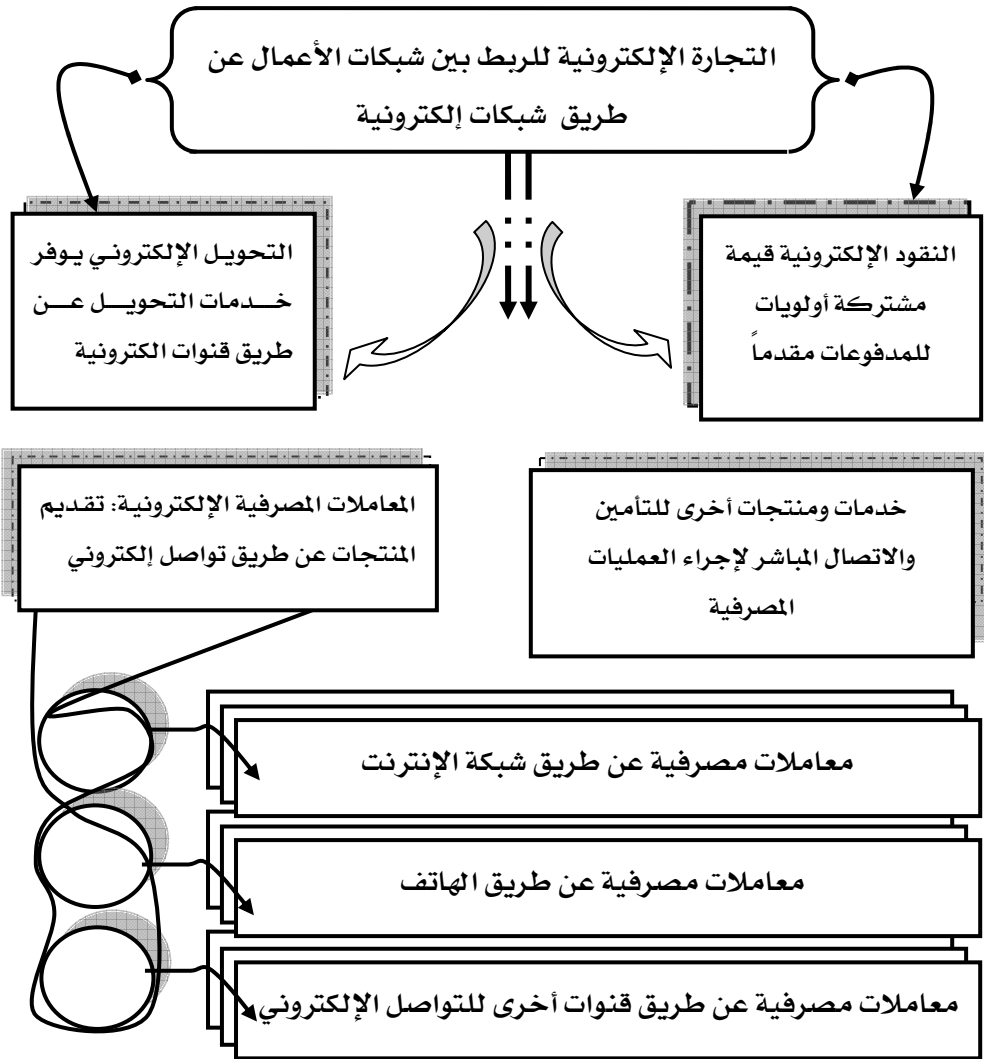 التجارة الإلكترونية للربط بين شبكات الأعمال عن
طريق شبكات إلكترونية
النقود الإلكترونية قيمة
مشتركة أولويات
للمدفوعات مقدماً
التحويل الإلكتروني يوفر
خدمات التحويل عن
طريق قنوات الكترونية
خدمات ومنتجات أخرى للتأمين
والاتصال المباشر لإجراء العمليات
المصرفية
المعاملات المصرفية الإلكترونية: تقديم
المنتجات عن طريق تواصل إلكتروني
معاملات مصرفية عن طريق شبكة الإنترنت
معاملات مصرفية عن طريق الهاتف
معاملات مصرفية عن طريق قنوات أخرى للتواصل الإلكتروني